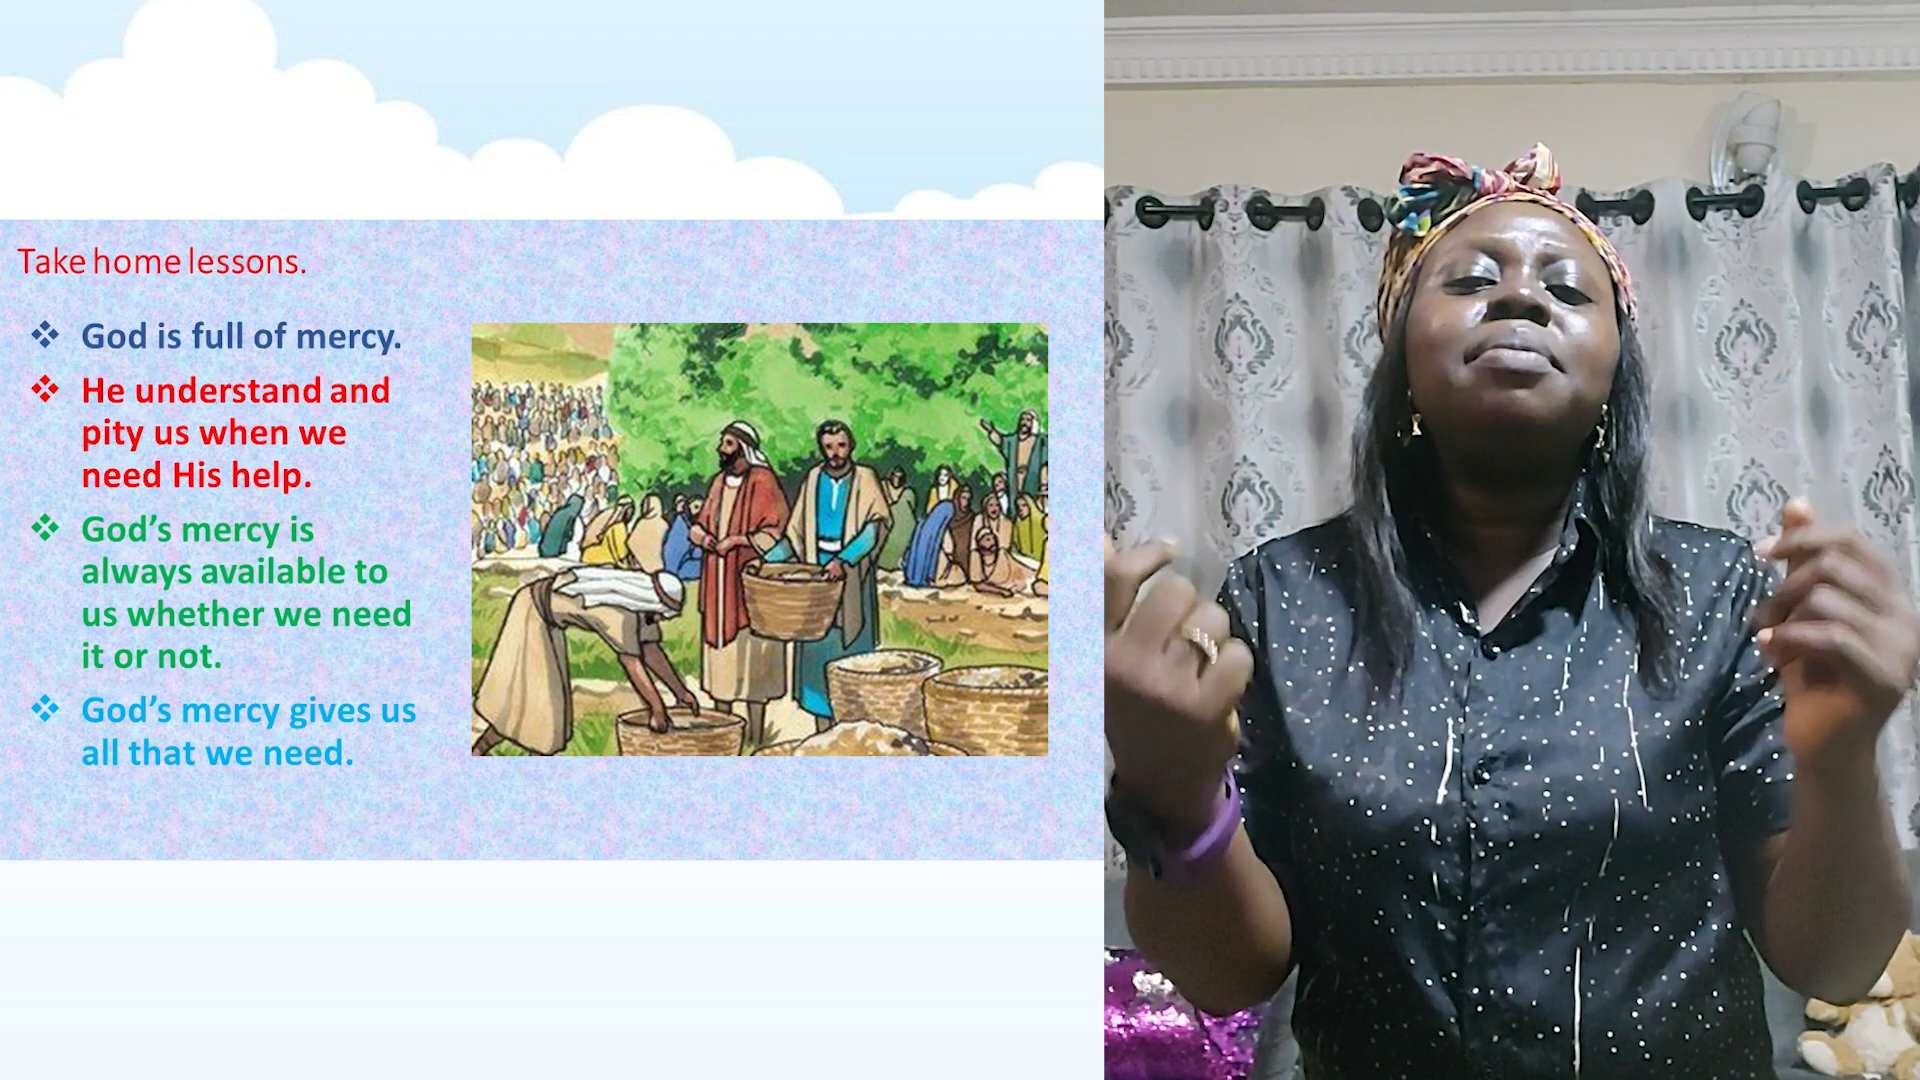 Take home lessons.
❖ God is full of mercy.
❖ He understand and
pity us when we
need His help.
❖ God’s mercy is
always available to
us whether we need
it or not.
❖ God’s mercy gives us
all that we need.